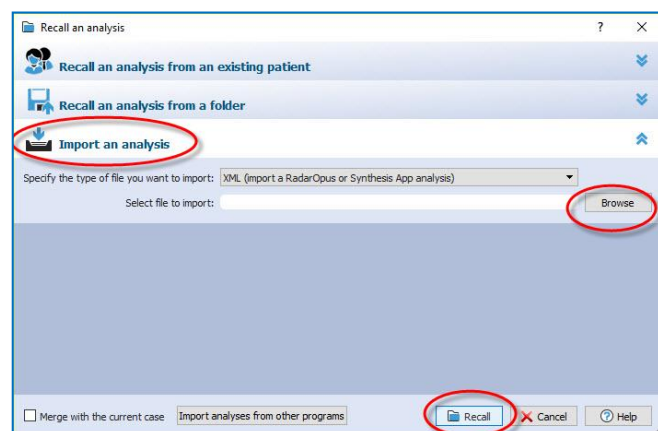 Recall an analysis ?
Recall an analysis from an existing patient
Recall an analysis from a folder
Import an analysis
Specify the type of file you want to import: XML (import a RadarOpus or Synthesis App analysis)
Select file to import: Browse
Merge with the current case Import analyses from other programs Recall Cancel ? Help